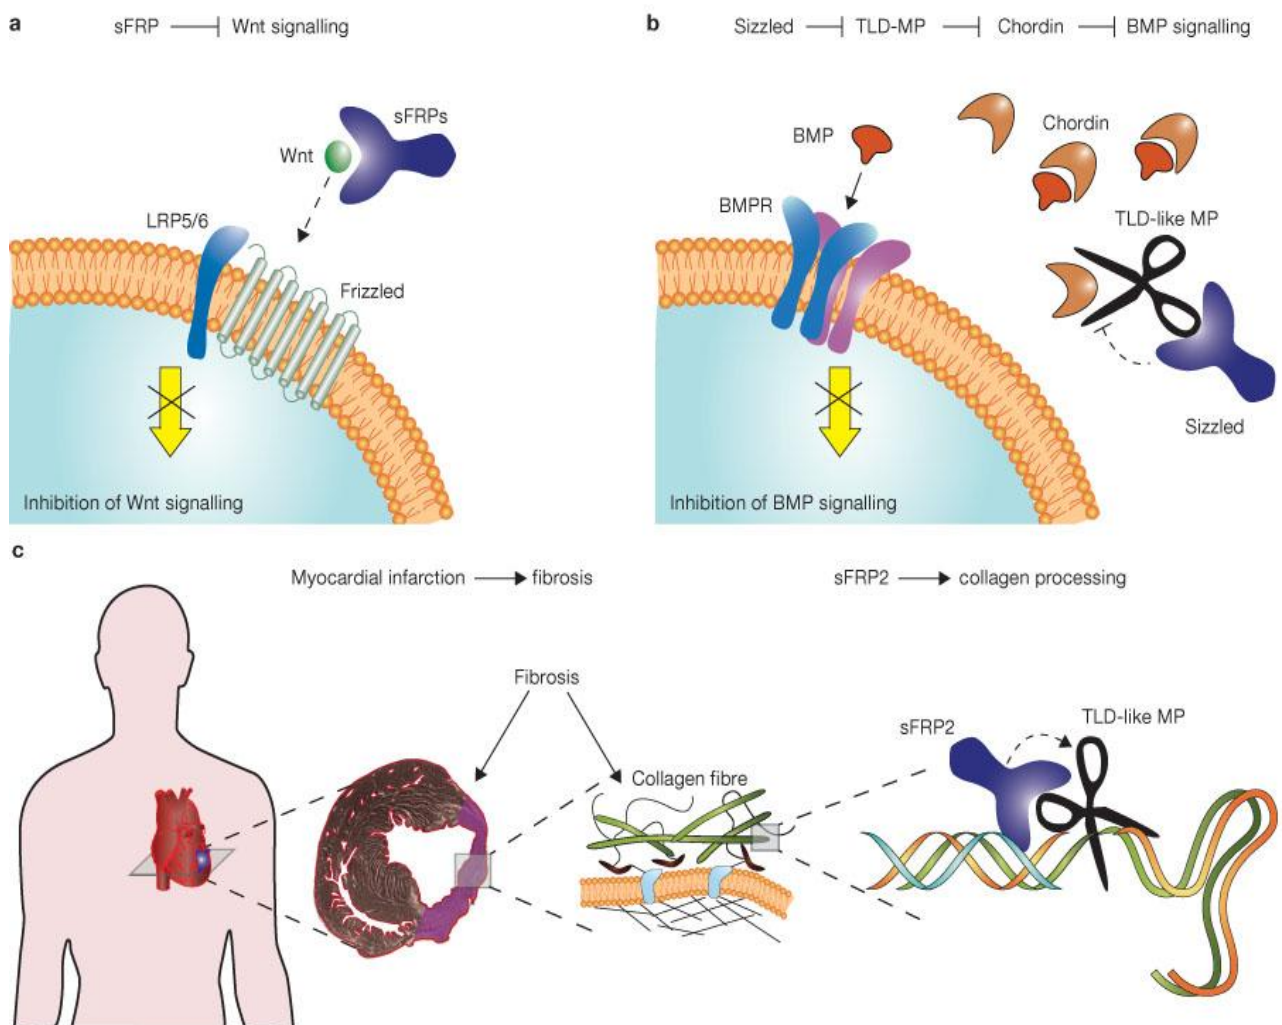 a
sFRP Wnt signalling
sFRPs
Wnt
LRP5/6
Frizzled
Inhibition of Wnt signalling
b
Sizzled TLD-MP Chordin BMP signalling
Chordin
BMP
BMPR
TLD-like MP
Sizzled
Inhibition of BMP signalling
c
Myocardial infarction fibrosis
sFRP2 collagen processing
Fibrosis
Collagen fibre
sFRP2
TLD-like MP